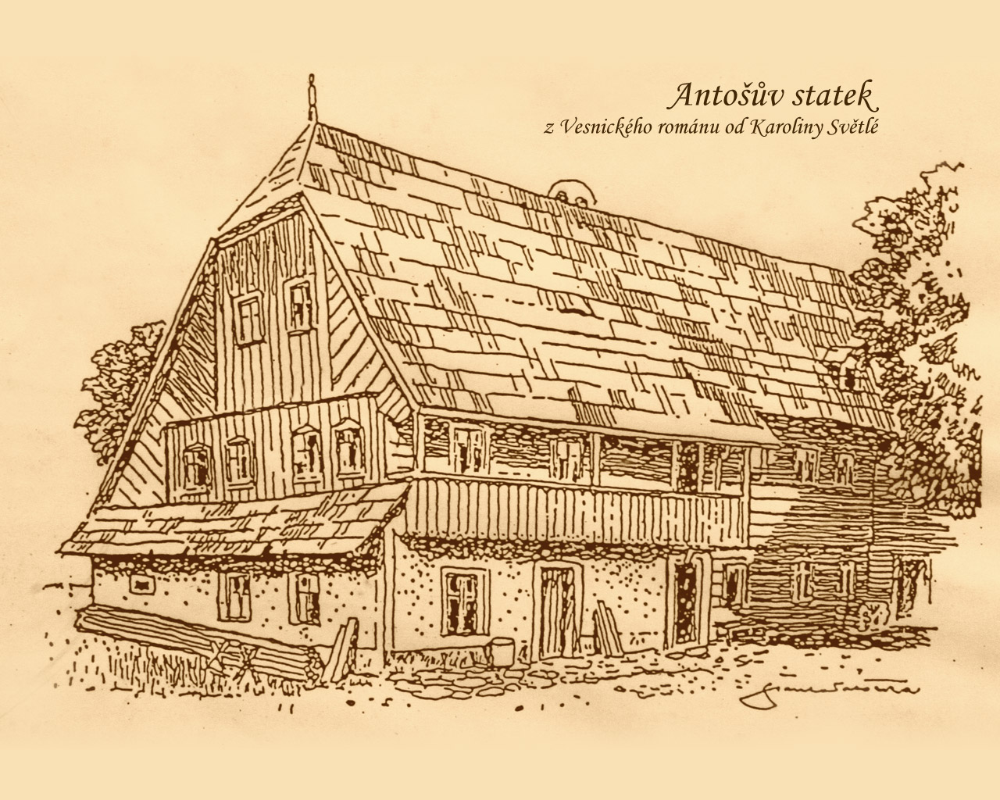 Antošův statek
z Vesnického románu od Karoliny Světlé